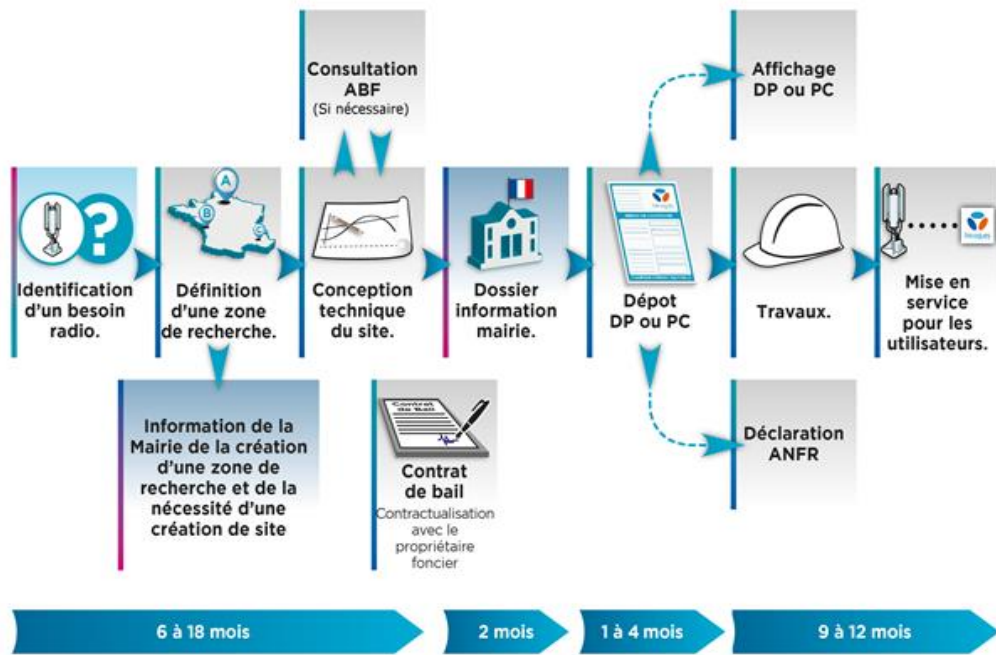 Consultation
ABF
(Si nécessaire)
Affichage
DP ou PC
A
B
C
?
Identification
d'un besoin
radio.
Définition
d'une zone
de recherche.
Conception
technique
du site.
Dossier
information
mairie.
Dépot
DP ou PC
Travaux.
Mise en
service
pour les
utilisateurs.
Information de la
Mairie de la création
d'une zone de
recherche et de la
nécessité d'une
création de site
Contrat
de Bail
Contrat
de bail
Contractualisation
avec le
propriétaire
foncier
Déclaration
ANFR
6 à 18 mois
2 mois
1 à 4 mois
9 à 12 mois